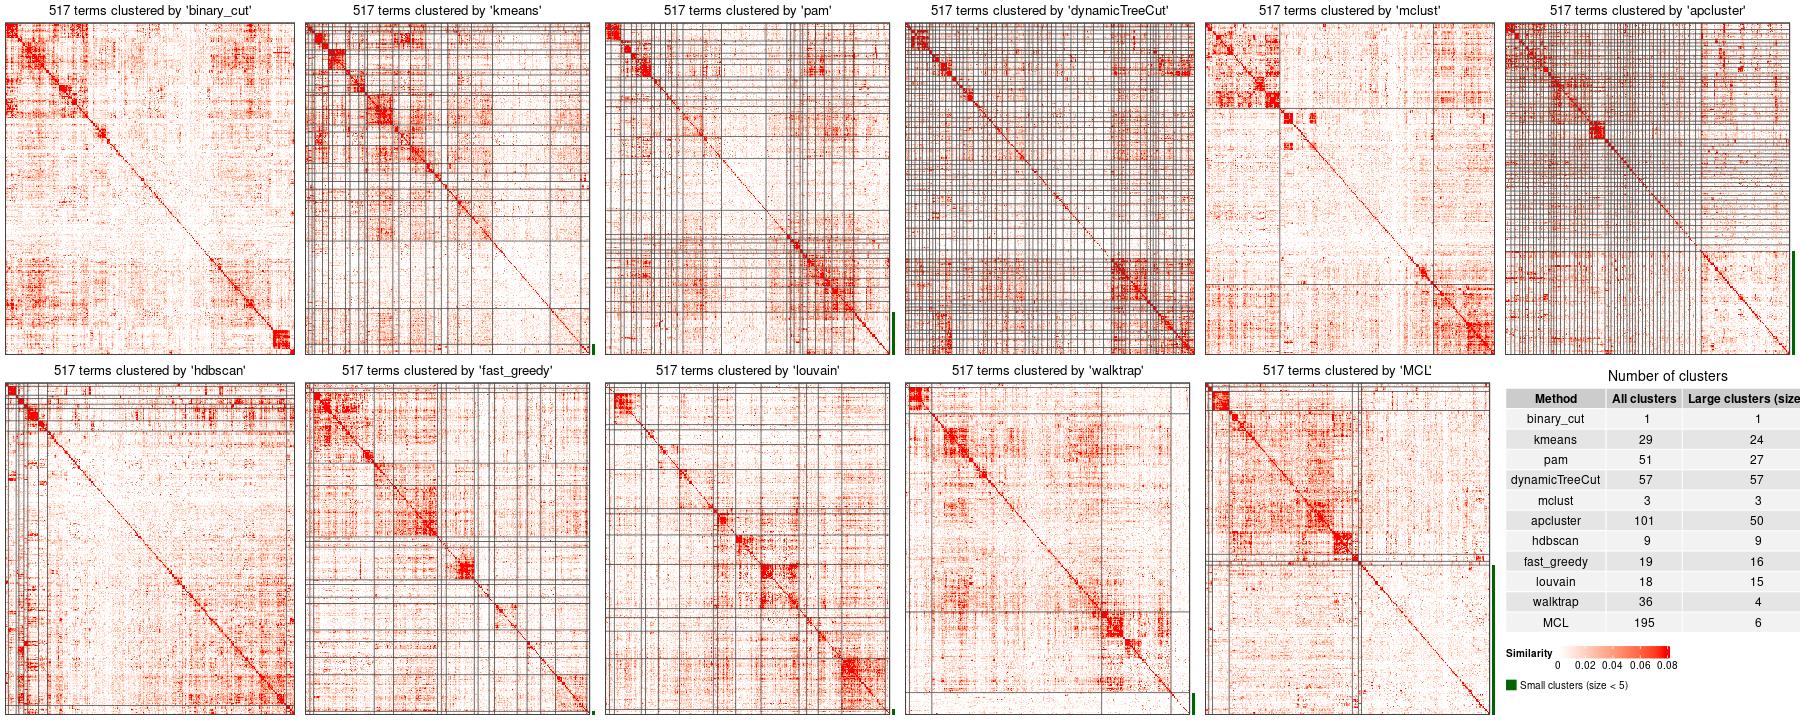 517 terms clustered by 'binary_cut'
517 terms clustered by 'kmeans'
517 terms clustered by 'pam'
517 terms clustered by 'dynamicTreeCut'
517 terms clustered by 'mclust'
517 terms clustered by 'apcluster'
517 terms clustered by 'hdbscan'
517 terms clustered by 'fast_greedy'
517 terms clustered by 'louvain'
517 terms clustered by 'walktrap'
517 terms clustered by 'MCL'
Number of clusters
Method All clusters Large clusters (size
binary_cut 1 1
kmeans 29 24
pam 51 27
dynamicTreeCut 57 57
mclust 3 3
apcluster 101 50
hdbscan 9 9
fast_greedy 19 16
louvain 18 15
walktrap 36 4
MCL 195 6
Similarity
0 0.02 0.04 0.06 0.08
Small clusters (size < 5)